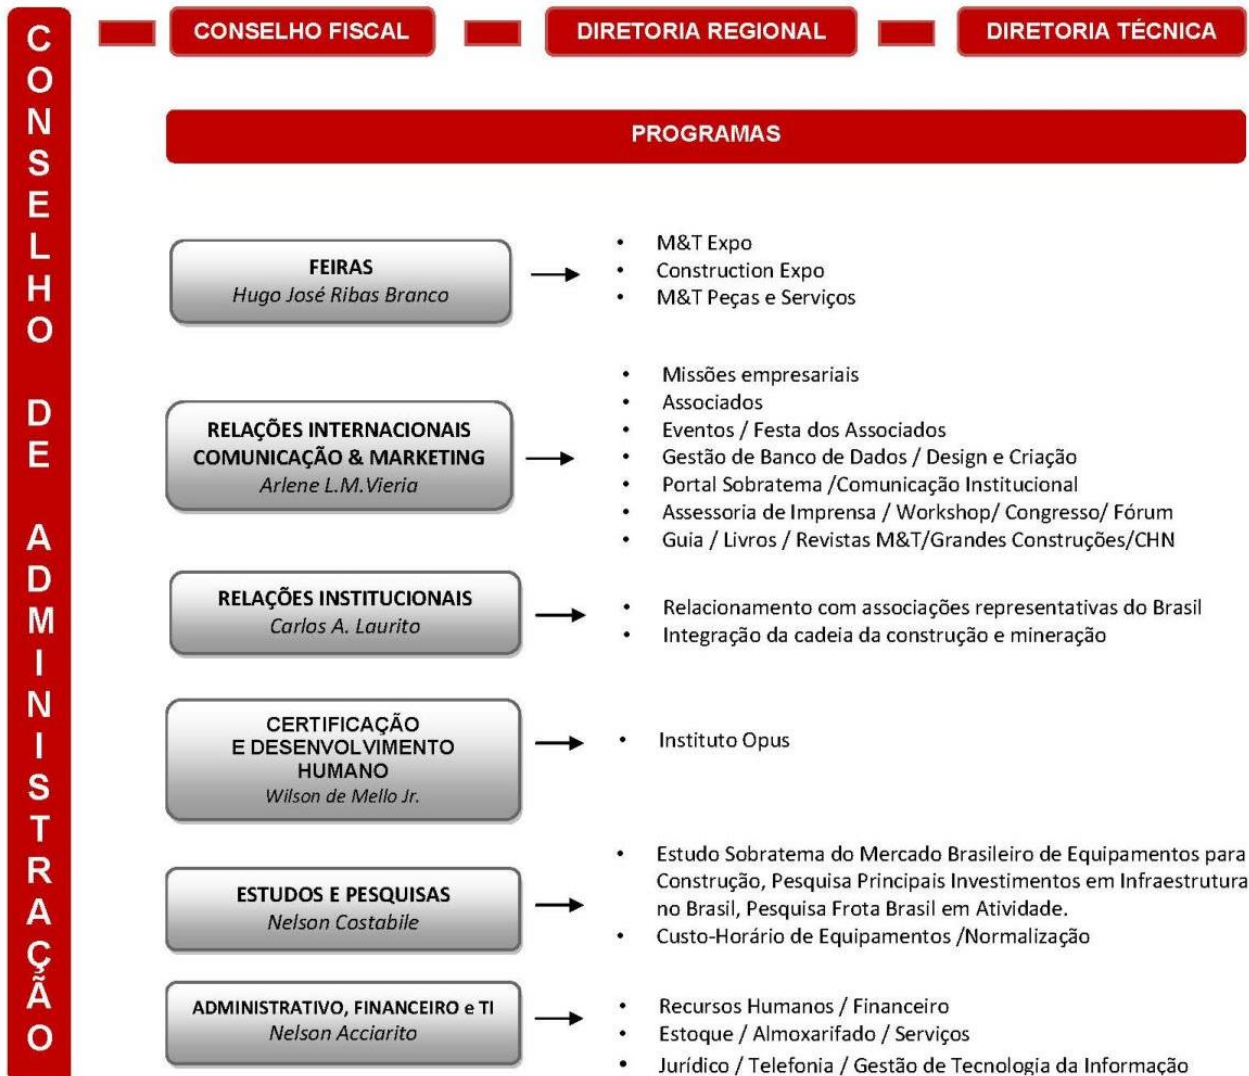 CONSELHO DE ADMINISTRAÇÃO
CONSELHO FISCAL
DIRETORIA REGIONAL
DIRETORIA TÉCNICA
PROGRAMAS
FEIRAS
Hugo José Ribas Branco
• M&T Expo
• Construction Expo
• M&T Peças e Serviços
RELAÇÕES INTERNACIONAIS
COMUNICAÇÃO & MARKETING
Arlene L.M.Vieria
• Missões empresariais
• Associados
• Eventos / Festa dos Associados
• Gestão de Banco de Dados / Design e Criação
• Portal Sobratema /Comunicação Institucional
• Assessoria de Imprensa / Workshop/ Congresso/ Fórum
• Guia / Livros / Revistas M&T/Grandes Construções/CHN
RELAÇÕES INSTITUCIONAIS
Carlos A. Laurito
• Relacionamento com associações representativas do Brasil
• Integração da cadeia da construção e mineração
CERTIFICAÇÃO
E DESENVOLVIMENTO
HUMANO
Wilson de Mello Jr.
• Instituto Opus
ESTUDOS E PESQUISAS
Nelson Costabile
• Estudo Sobratema do Mercado Brasileiro de Equipamentos para
Construção, Pesquisa Principais Investimentos em Infraestrutura
no Brasil, Pesquisa Frota Brasil em Atividade.
• Custo-Horário de Equipamentos /Normalização
ADMINISTRATIVO, FINANCEIRO e TI
Nelson Acciarito
• Recursos Humanos / Financeiro
• Estoque / Almoxarifado / Serviços
• Jurídico / Telefonia / Gestão de Tecnologia da Informação